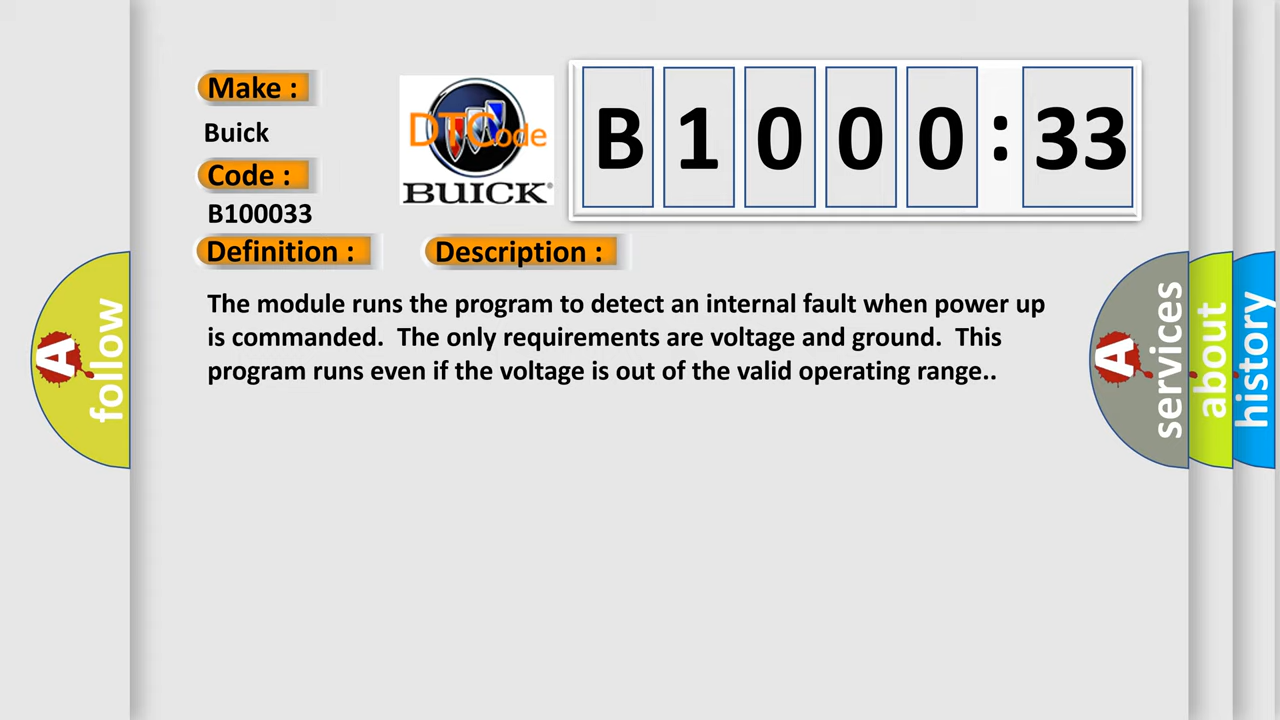 Make :
Buick
Code :
B100033
DTCode
BUICK®
B 1 0 0 0 : 33
Definition :
Description :
The module runs the program to detect an internal fault when power up
is commanded  The only requirements are voltage and ground  This
program runs even if the voltage is out of the valid operating range..
A
follow
A
services
about
history